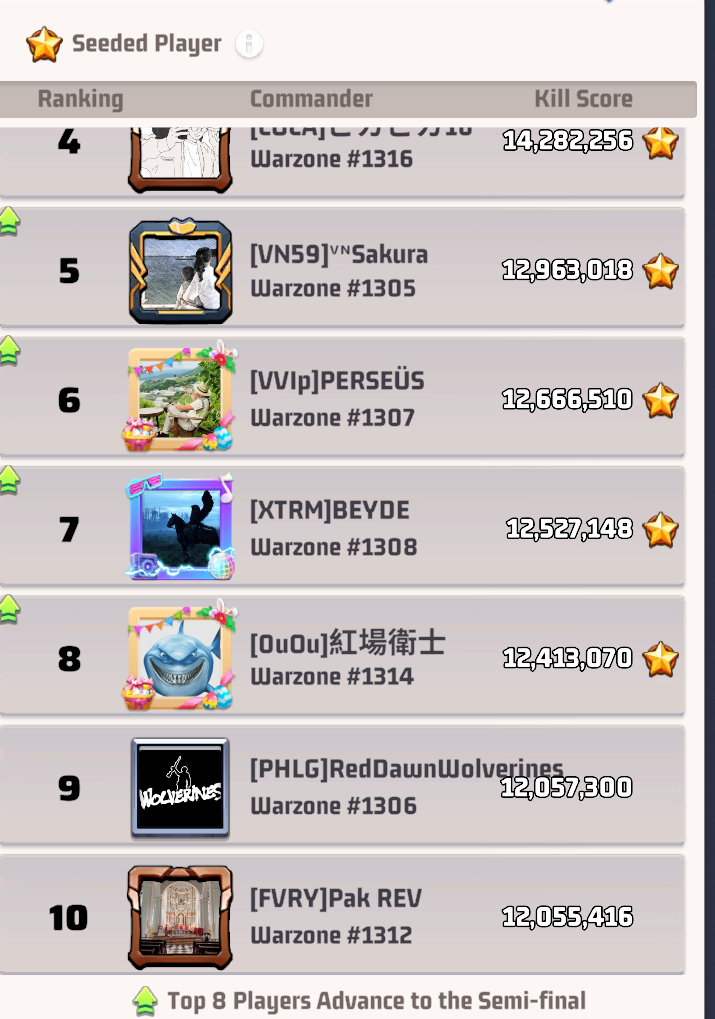 Seeded Player
Ranking Commander Kill Score
4
14,282,256
Warzone #1316
5
[VN59]ⱽᴺSakura
12,963,018
Warzone #1305
6
[VVIp]PERSEÜS
12,666,510
Warzone #1307
7
[XTRM]BEYDE
12,527,148
Warzone #1308
8
[OuOu]紅場衛士
12,413,070
Warzone #1314
9
WOLVERINES
[PHLG]RedDawnWolverines
12,057,300
Warzone #1306
10
[FVRY]Pak REV
12,055,416
Warzone #1312
Top 8 Players Advance to the Semi-final